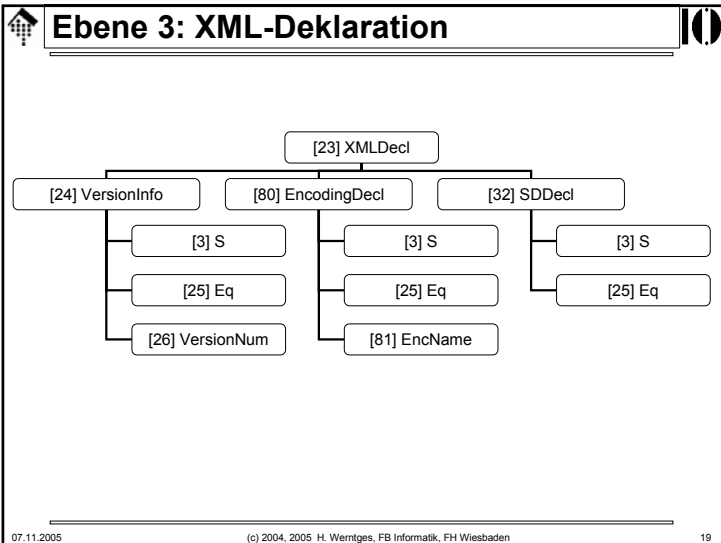 Ebene 3: XML-Deklaration
[23] XMLDecl
[24] VersionInfo
[80] EncodingDecl
[32] SDDecl
[3] S
[3] S
[3] S
[25] Eq
[25] Eq
[25] Eq
[26] VersionNum
[81] EncName
07.11.2005
(c) 2004, 2005 H. Werntges, FB Informatik, FH Wiesbaden
19